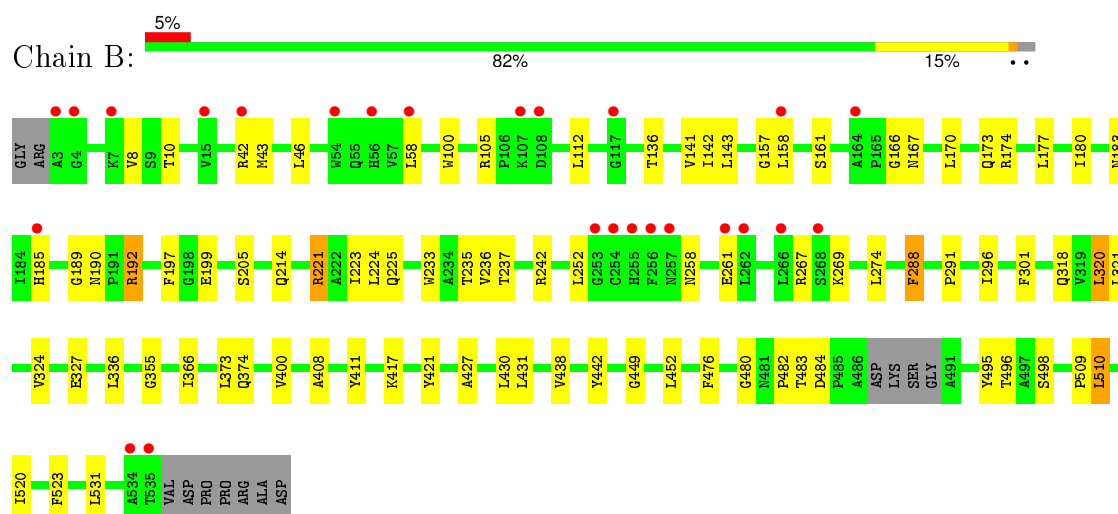 5%
Chain B:
82% 15% • •
GLY ARG A3 G4 K7 V8 S9 T10 V15 R42 M43 L46 W54 Q55 H56 V57 L58 W100 R105 P106 K107 D108 L112 G117 T136 V141 I142 L143 G157 L158 S161 A164 P165 G166 N167 L170 Q173 R174 L177 I180
I184 H185 G189 N190 P191 R192 F197 G198 E199 S205 Q214 R221 A222 I223 L224 Q225 W233 A234 T235 V236 T237 R242 L252 G253 C254 H255 F256 N257 N258 E261 L262 L266 R267 S268 K269 L274 F288 P291 I296 F301 Q318 V319 L320
V324 E327 L336 G355 I366 L373 Q374 V400 A408 Y411 K417 Y421 A427 L430 L431 V438 Y442 G449 L452 F476 G480 N481 P482 T483 D484 P485 A486 ASP LYS SER GLY A491 Y495 T496 A497 S498 P509 L510
I520 F523 L531 A534 T535 VAL ASP PRO PRO ARG ALA ASP